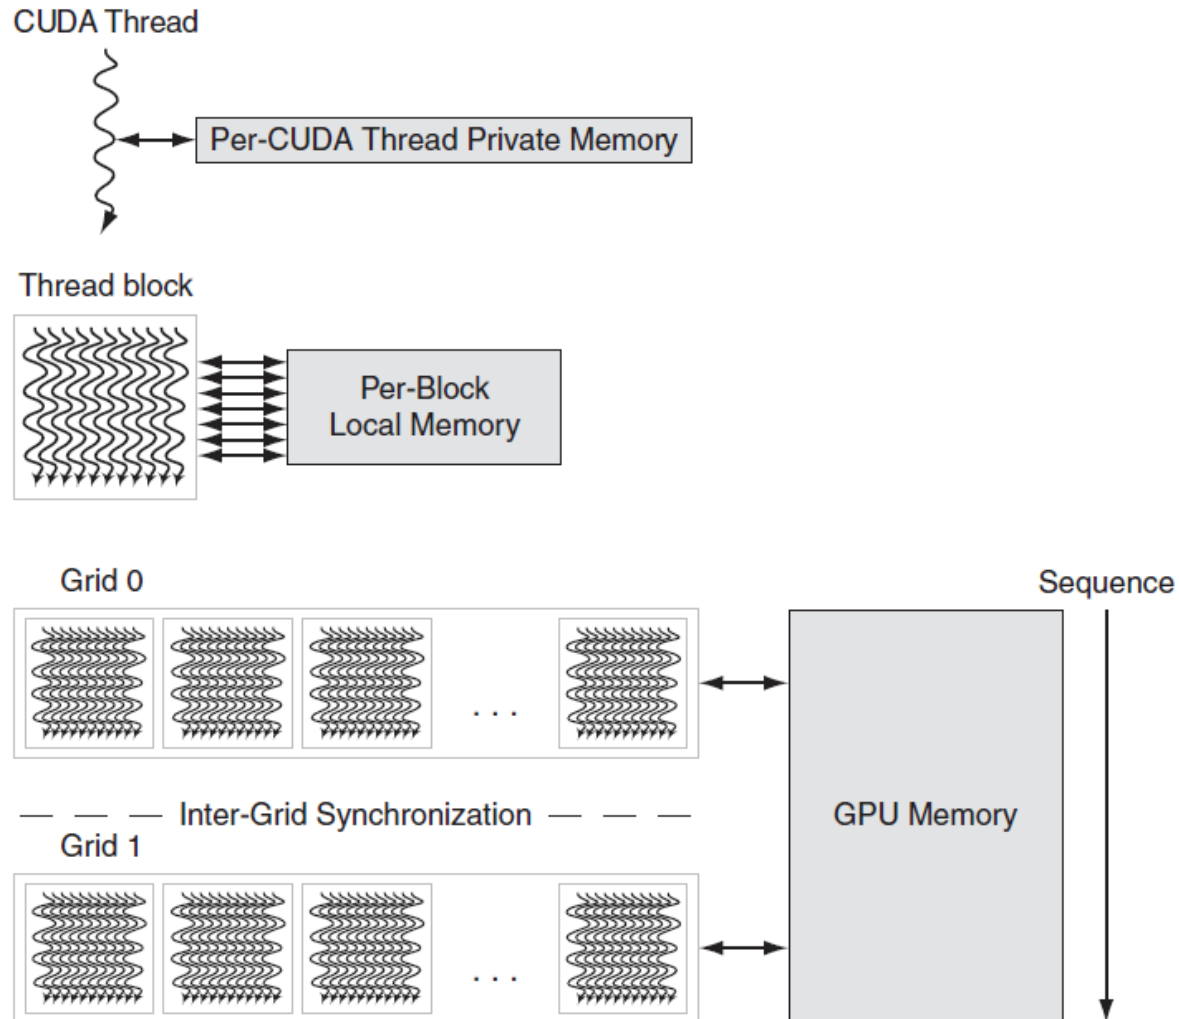 CUDA Thread
Per-CUDA Thread Private Memory
Thread block
Per-Block
Local Memory
Grid 0
Sequence
. . .
Inter-Grid Synchronization
GPU Memory
Grid 1
. . .